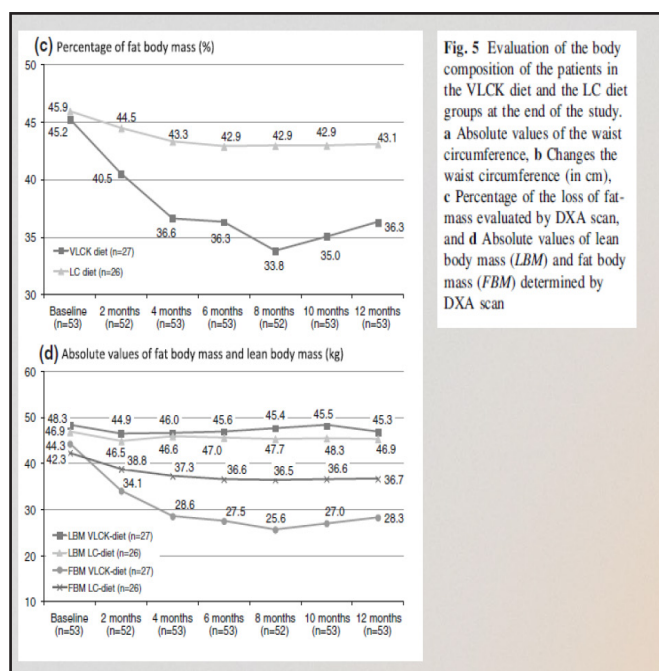 (c) Percentage of fat body mass (%)
50
45
40
35
30
45.9
45.2
44.5
43.3
42.9
42.9
42.9
43.1
40.5
36.6
36.3
33.8
35.0
36.3
VLCK diet (n=27)
LC diet (n=26)
Baseline 2 months 4 months 6 months 8 months 10 months 12 months
(n=53) (n=52) (n=53) (n=53) (n=53) (n=53) (n=53)
(d) Absolute values of fat body mass and lean body mass (kg)
60
50
40
30
20
10
48.3 44.9 46.0 45.6 45.4 45.5 45.3
46.9 46.5 46.6 47.0 47.7 48.3 46.9
44.3
42.3 38.8 37.3 36.6 36.5 36.6 36.7
34.1 28.6 27.5 25.6 27.0 28.3
LBM VLCK-diet (n=27)
LBM LC-diet (n=26)
FBM VLCK-diet (n=27)
FBM LC-diet (n=26)
Baseline 2 months 4 months 6 months 8 months 10 months 12 months
(n=53) (n=52) (n=53) (n=53) (n=53) (n=53) (n=53)
Fig. 5 Evaluation of the body
composition of the patients in
the VLCK diet and the LC diet
groups at the end of the study.
a Absolute values of the waist
circumference, b Changes the
waist circumference (in cm),
c Percentage of the loss of fat-
mass evaluated by DXA scan,
and d Absolute values of lean
body mass (LBM) and fat body
mass (FBM) determined by
DXA scan